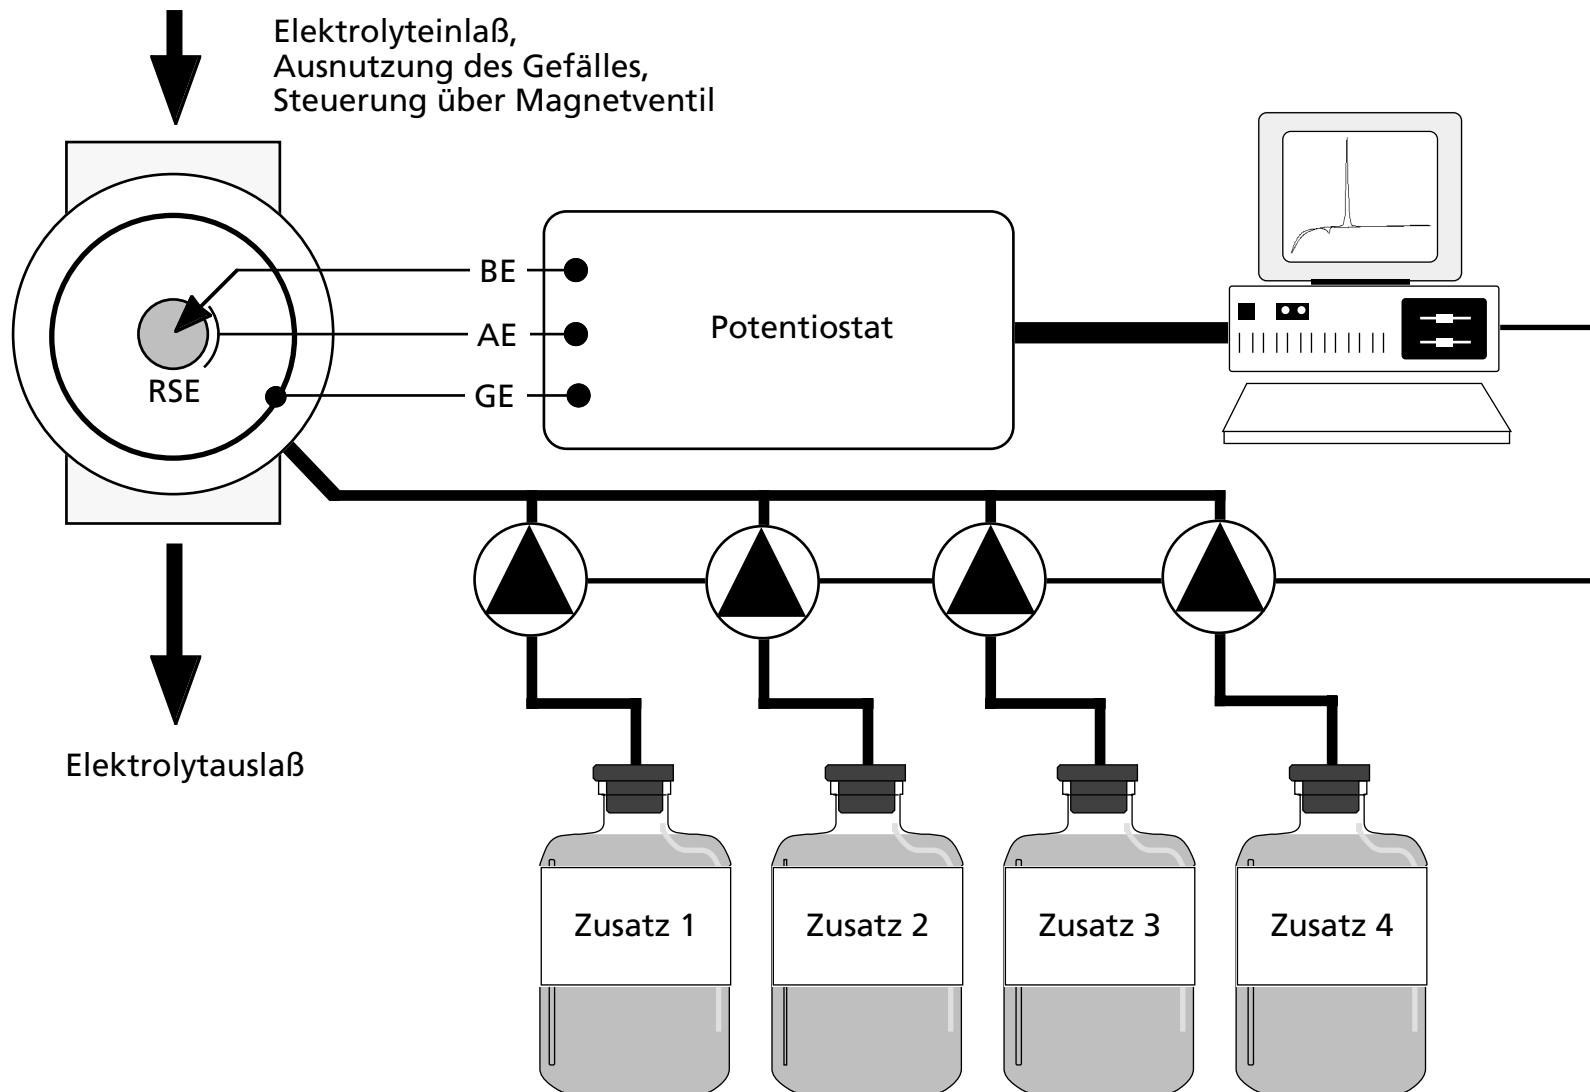 Elektrolyteinlaß,
Ausnutzung des Gefälles,
Steuerung über Magnetventil
BE
AE
GE
RSE
Potentiostat
Elektrolytauslaß
Zusatz 1
Zusatz 2
Zusatz 3
Zusatz 4